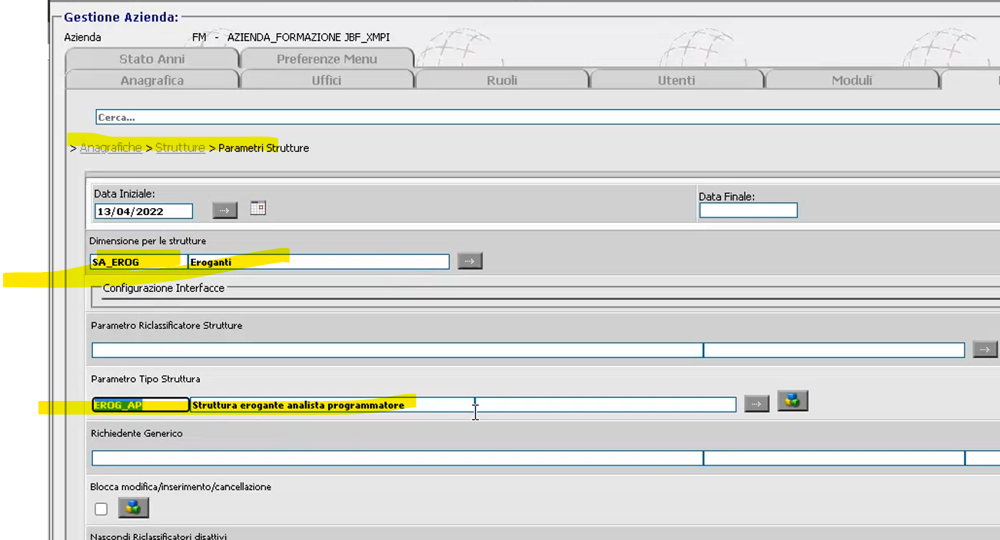 Gestione Azienda:
Azienda FM - AZIENDA_FORMAZIONE JBF_XMPI
Stato Anni Preferenze Menu
Anagrafica Uffici Ruoli Utenti Moduli
Cerca...
> Anagrafiche > Strutture > Parametri Strutture
Data Iniziale: Data Finale:
13/04/2022
Dimensione per le strutture
SA_EROG Eroganti
Configurazione Interfacce
Parametro Riclassificatore Strutture
Parametro Tipo Struttura
EROG_AP Struttura erogante analista programmatore
Richiedente Generico
Blocca modifica/inserimento/cancellazione
Nascondi Riclassificatori disattivi